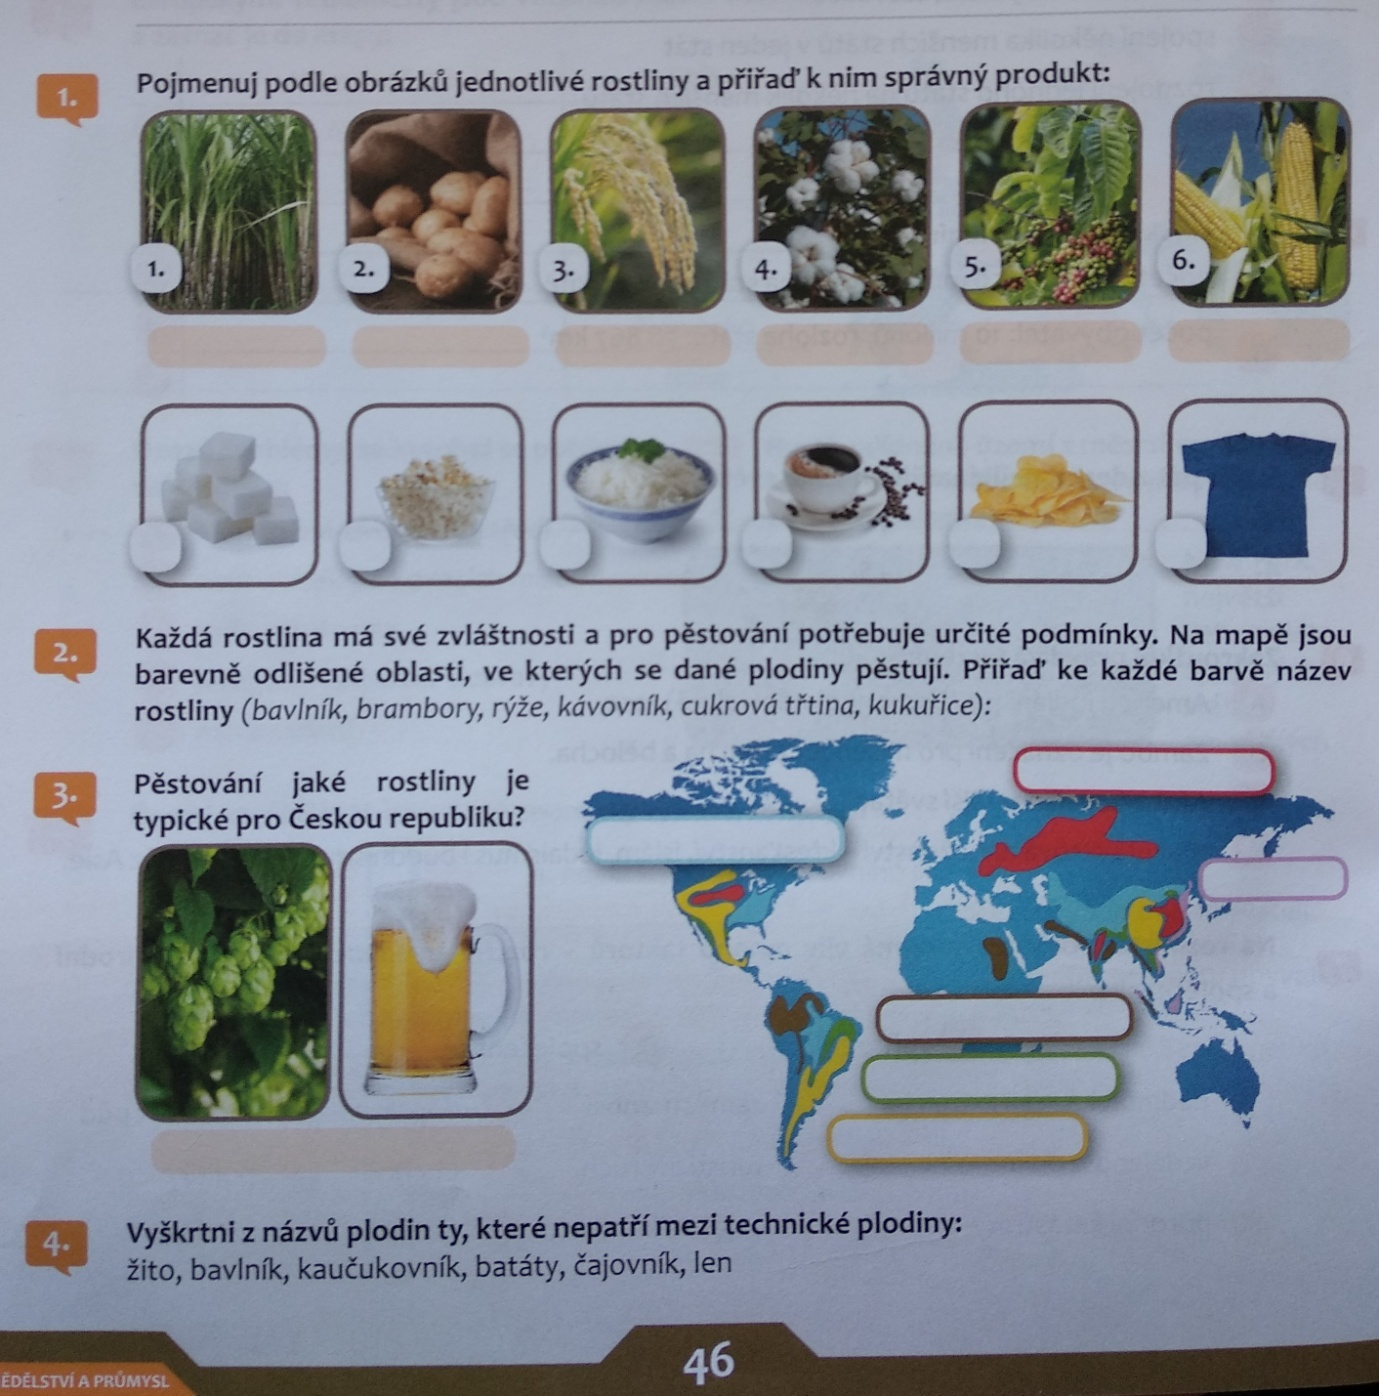 1.
Pojmenuj podle obrázků jednotlivé rostliny a přiřaď k nim správný produkt:
1.
2.
3.
4.
5.
6.
2.
Každá rostlina má své zvláštnosti a pro pěstování potřebuje určité podmínky. Na mapě jsou
barevně odlišené oblasti, ve kterých se dané plodiny pěstují. Přiřaď ke každé barvě název
rostliny (bavlník, brambory, rýže, kávovník, cukrová třtina, kukuřice):
3.
Pěstování jaké rostliny je
typické pro Českou republiku?
4.
Vyškrtni z názvů plodin ty, které nepatří mezi technické plodiny:
žito, bavlník, kaučukovník, batáty, čajovník, len
46
ĚDĚLSTVÍ A PRŮMYSL